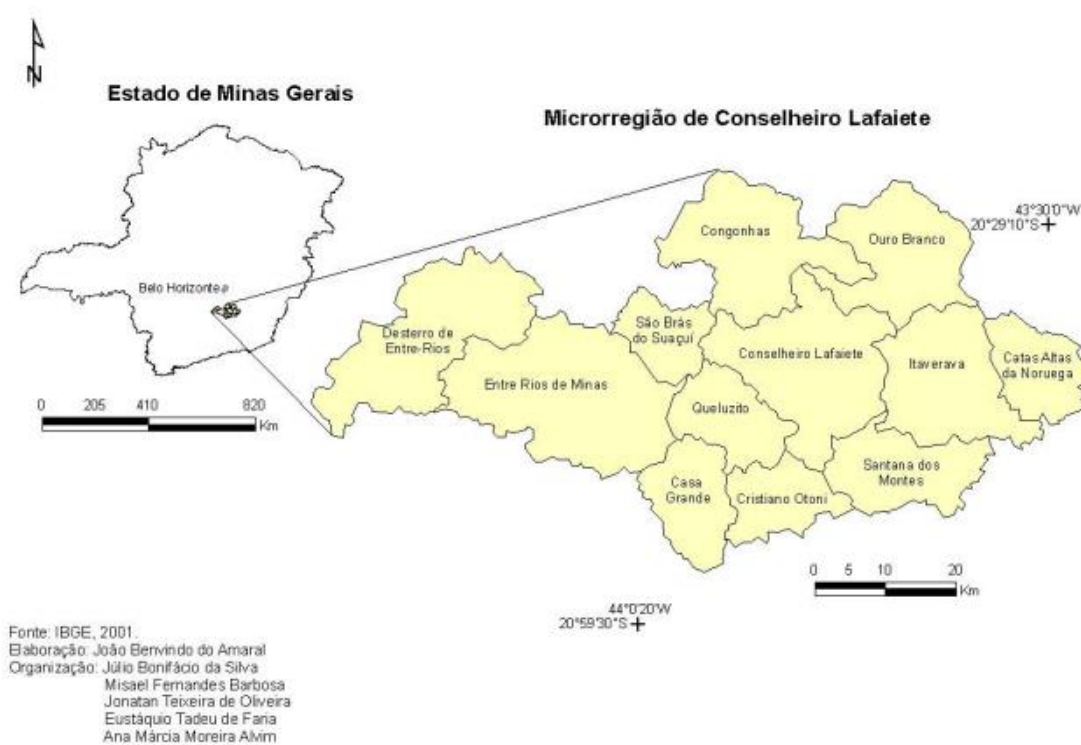 N
Estado de Minas Gerais
Microrregião de Conselheiro Lafaiete
43°30'0"W
20°29'10"S
Congonhas
Ouro Branco
Belo Horizonte
Desterro de
Entre-Rios
São Brás
do Suaçuí
Conselheiro Lafaiete
Itaverava
Catas Altas
da Noruega
Entre Rios de Minas
Queluzito
Casa
Grande
Cristiano Otoni
Santana dos
Montes
0 205 410 820
Km
0 5 10 20
Km
44°0'20"W
20°59'30"S
Fonte: IBGE, 2001.
Elaboração: João Benvindo do Amaral
Organização: Júlio Bonifácio da Silva
Misael Fernandes Barbosa
Jonatan Teixeira de Oliveira
Eustáquio Tadeu de Faria
Ana Márcia Moreira Alvim